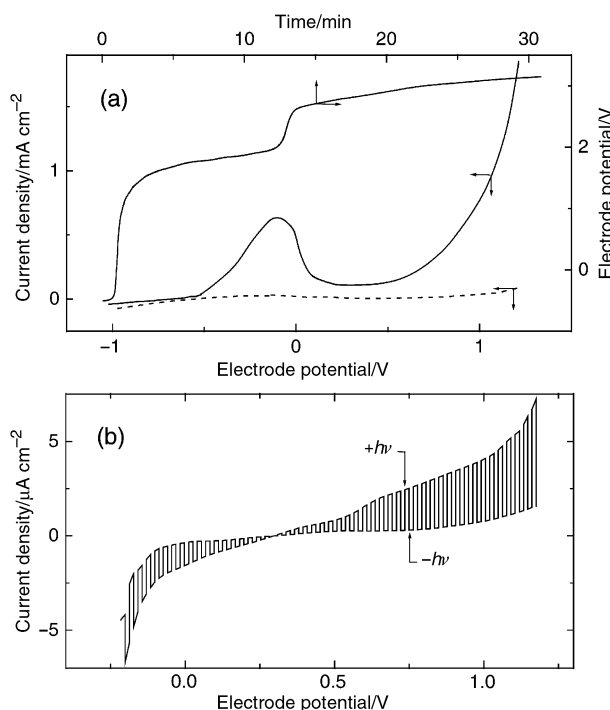 Time/min
0 10 20 30
(a)
Current density/mA cm−2
1
0
2
0
Electrode potential/V
−1 0 1
Electrode potential/V
(b)
Current density/μA cm−2
5
0
−5
+hν
−hν
0.0 0.5 1.0
Electrode potential/V